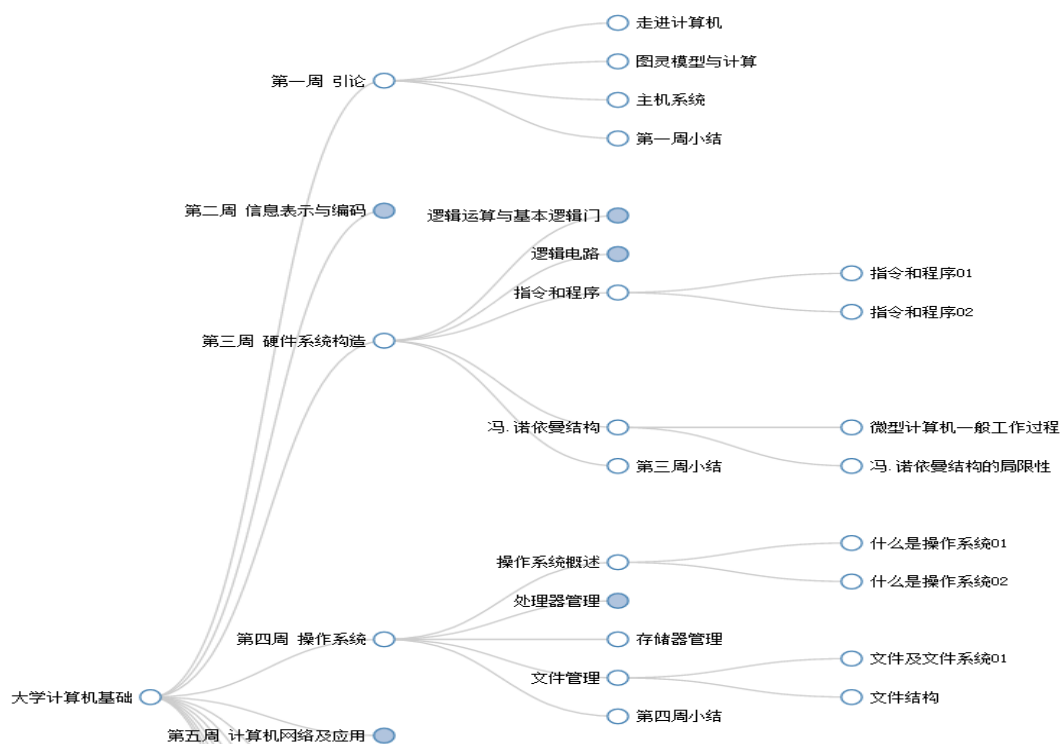 大学计算机基础
第一周 引论
走进计算机
图灵模型与计算
主机系统
第一周小结
第二周 信息表示与编码
第三周 硬件系统构造
逻辑运算与基本逻辑门
逻辑电路
指令和程序
指令和程序01
指令和程序02
冯.诺依曼结构
微型计算机一般工作过程
冯.诺依曼结构的局限性
第三周小结
第四周 操作系统
操作系统概述
什么是操作系统01
什么是操作系统02
处理器管理
存储器管理
文件管理
文件及文件系统01
文件结构
第四周小结
第五周 计算机网络及应用